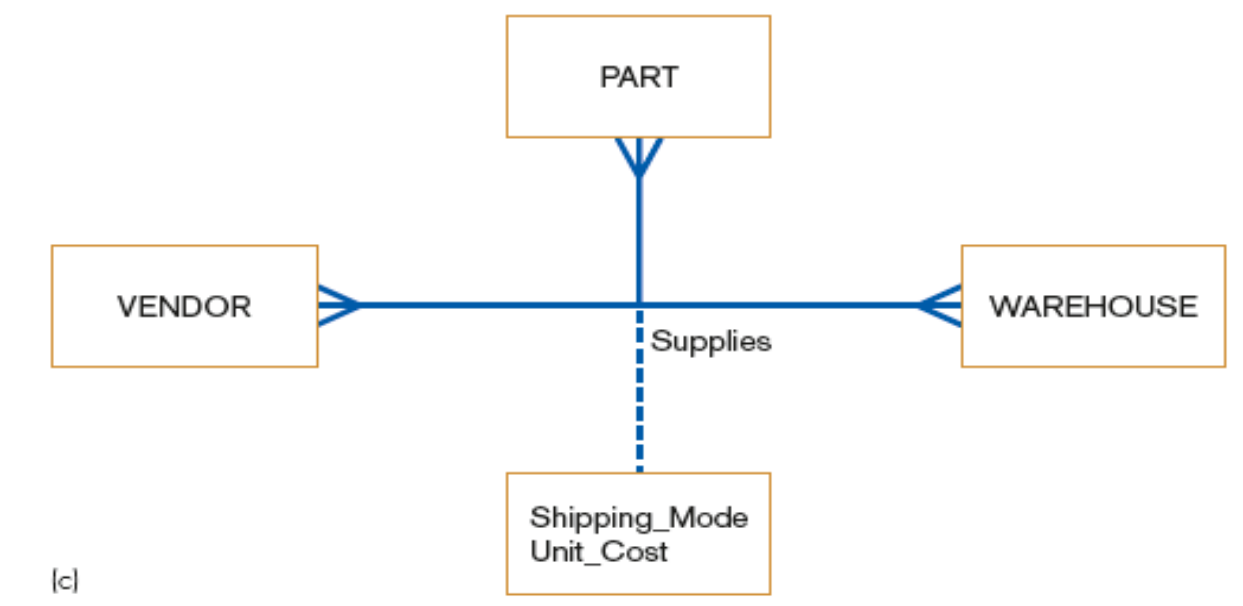 PART
VENDOR
WAREHOUSE
Supplies
Shipping_Mode
Unit_Cost
(c)